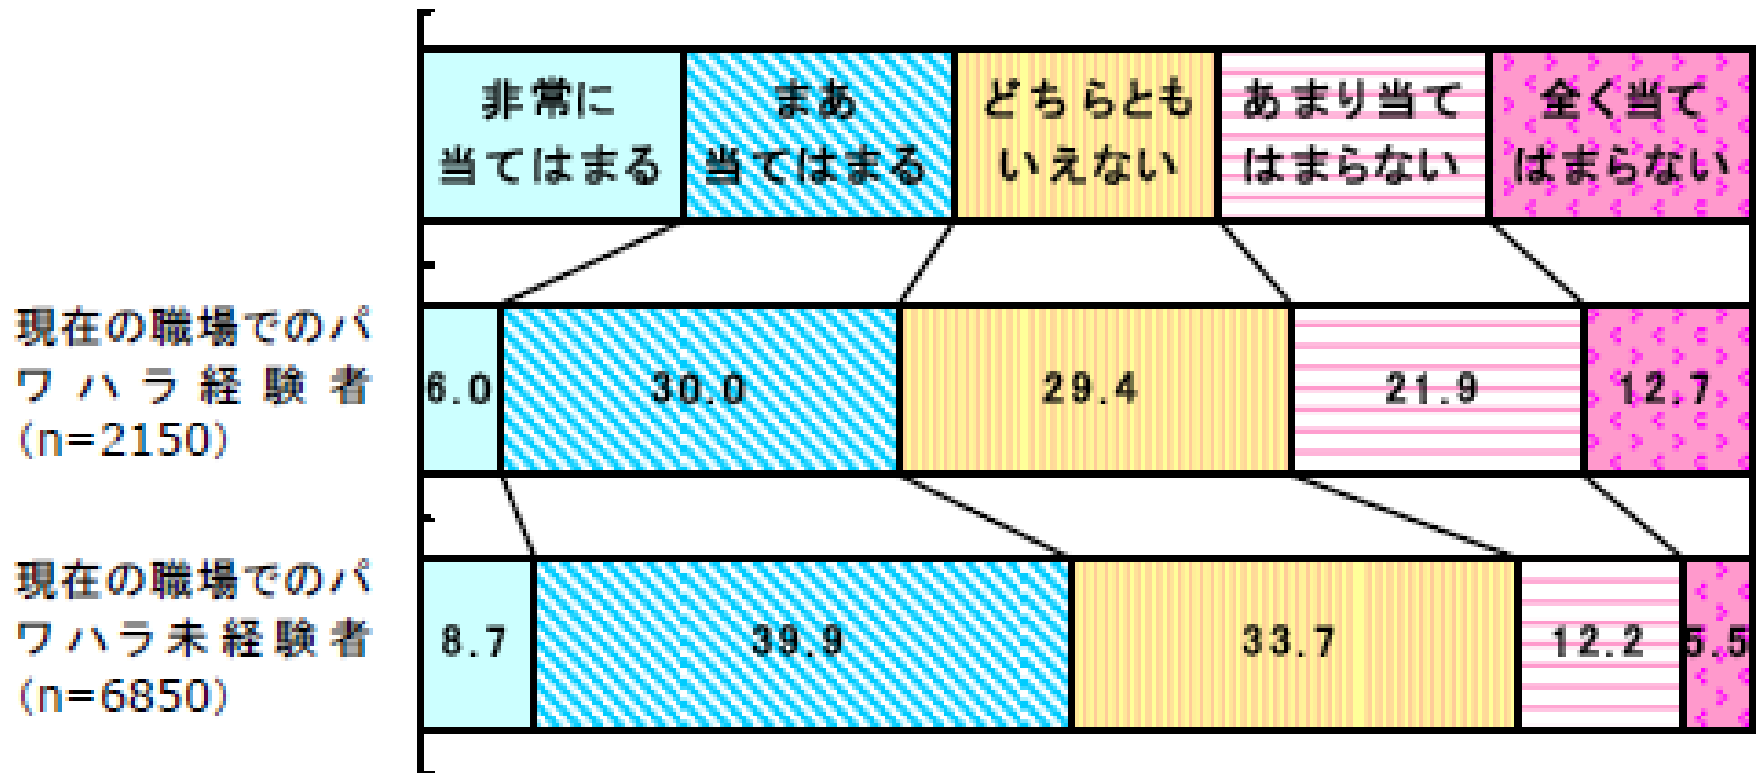 非常に
当てはまる
まあ
当てはまる
どちらとも
いえない
あまり当て
はまらない
全く当て
はまらない
現在の職場でのパ
ワハラ経験者
(n=2150)
6.0
30.0
29.4
21.9
12.7
現在の職場でのパ
ワハラ未経験者
(n=6850)
8.7
39.9
33.7
12.2
5.5